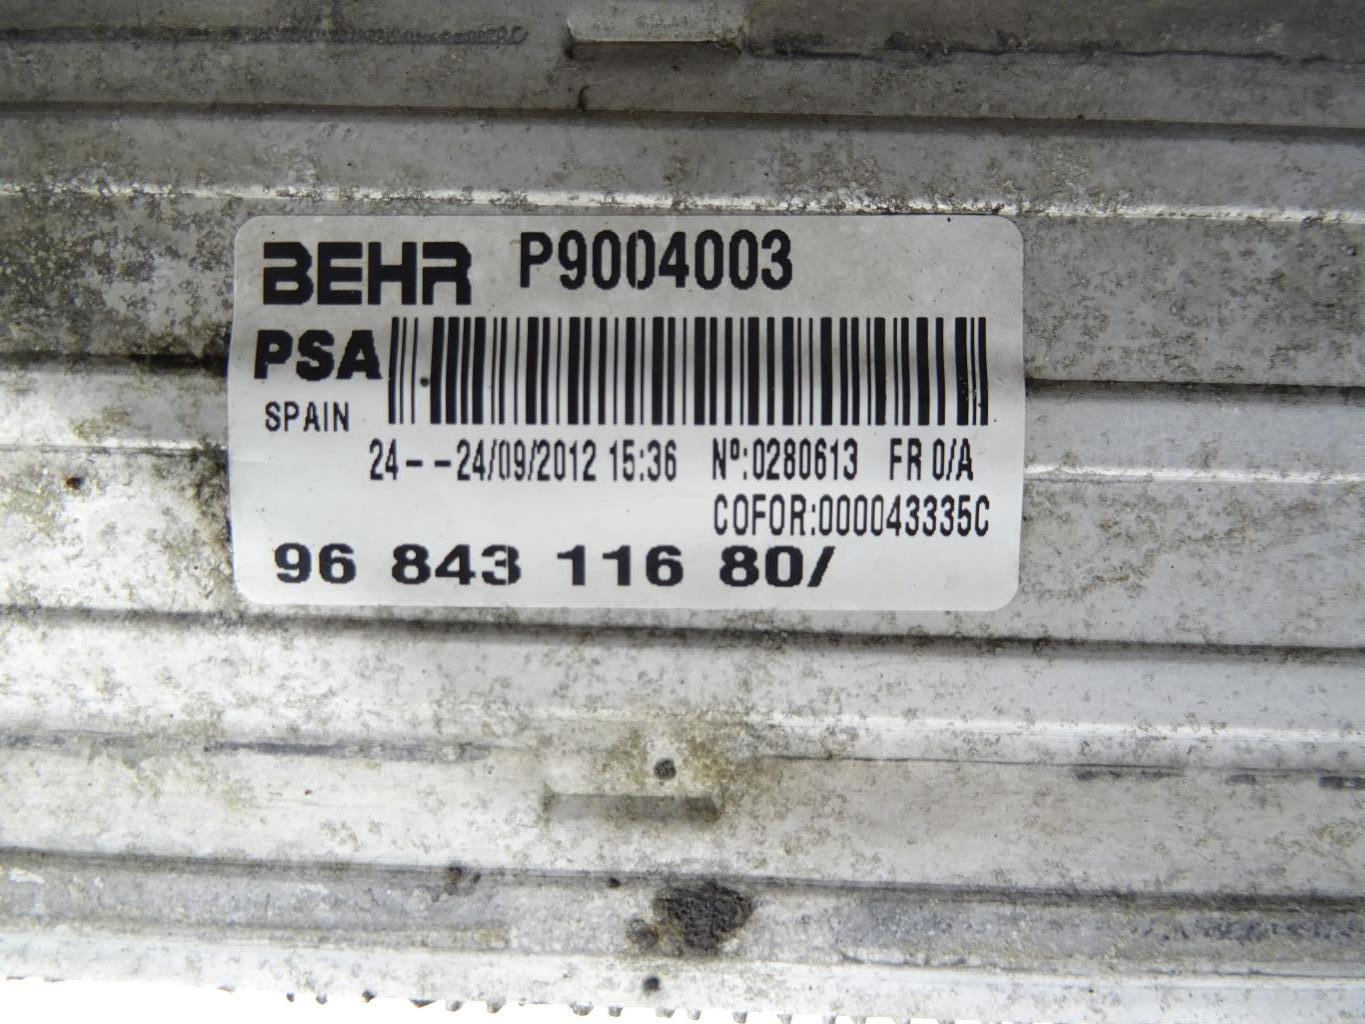 BEHR P9004003
PSA
SPAIN
24--24/09/2012 15:36 Nº:0280613 FR 0/A
COFOR:000043335C
96 843 116 80/